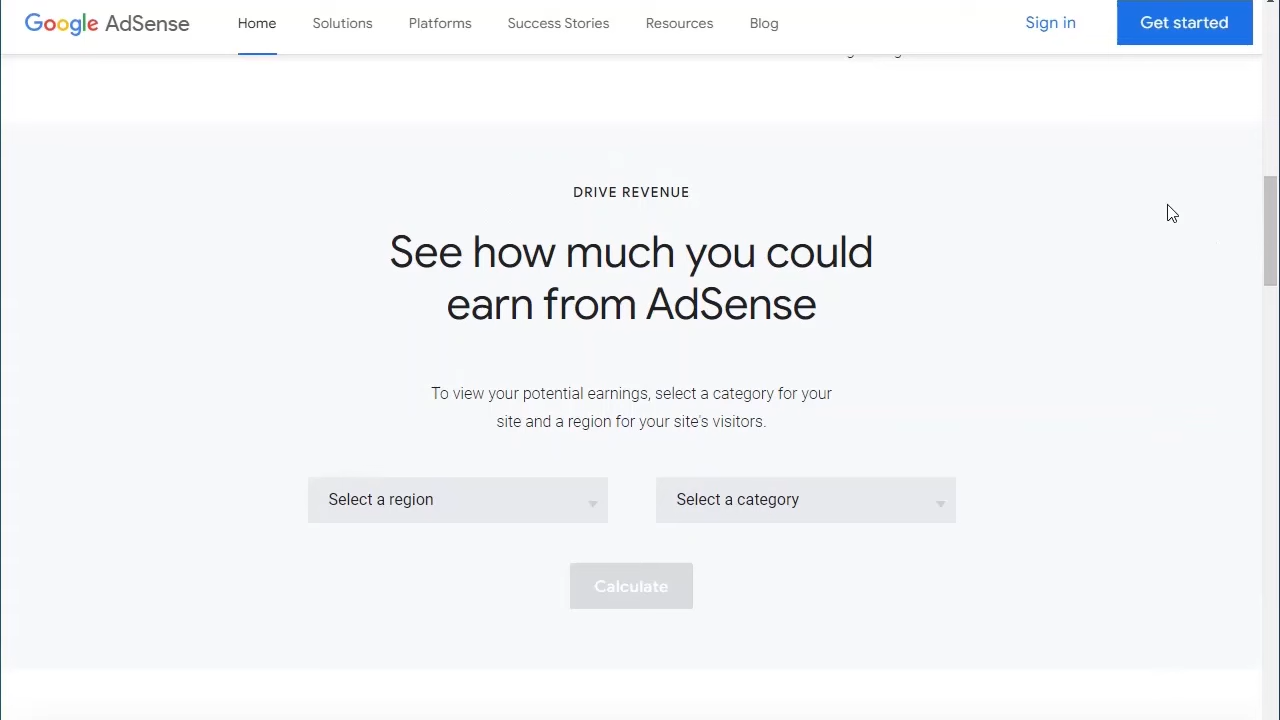 Google AdSense Home Solutions Platforms Success Stories Resources Blog Sign in Get started
DRIVE REVENUE
See how much you could
earn from AdSense
To view your potential earnings, select a category for your
site and a region for your site's visitors.
Select a region Select a category
Calculate